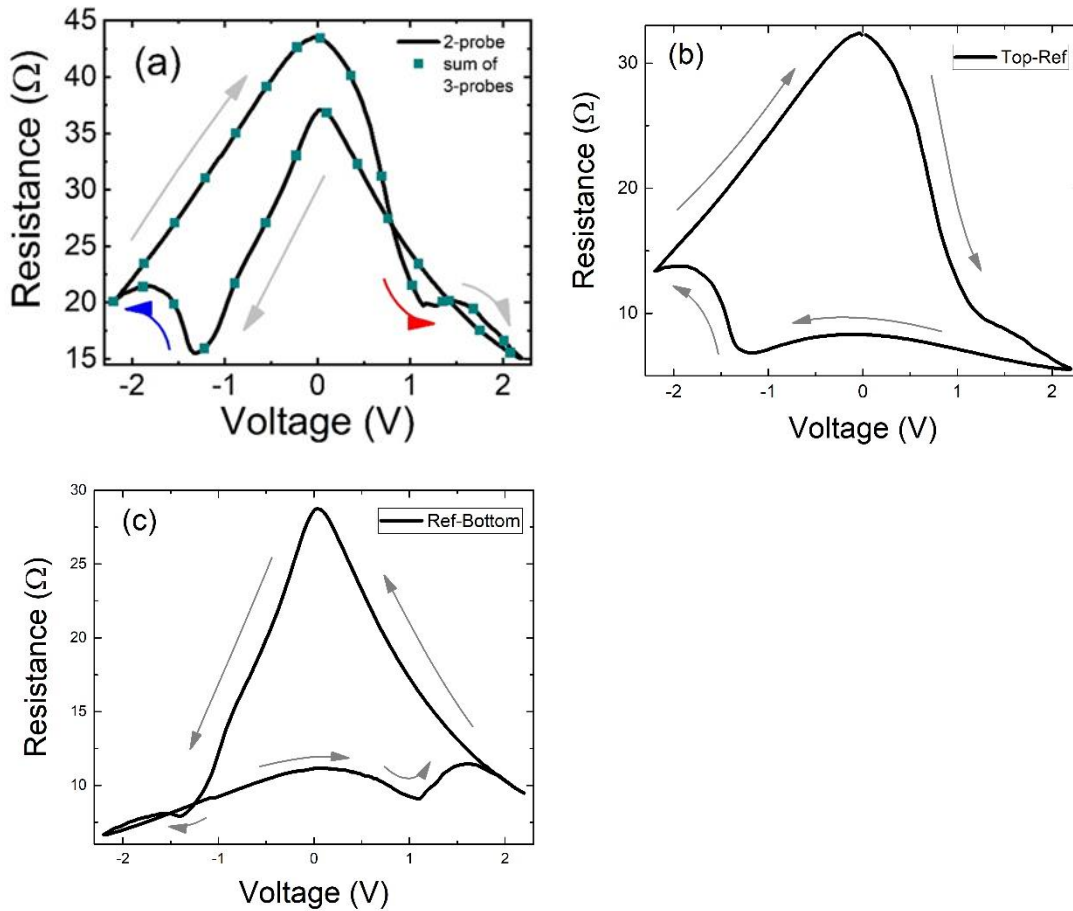 (a)
2-probe
sum of
3-probes
45
40
35
30
25
20
15
-2
-1
0
1
2
Resistance (Ω)
Voltage (V)
(b)
Top-Ref
30
20
10
-2
-1
0
1
2
Resistance (Ω)
Voltage (V)
(c)
Ref-Bottom
30
25
20
15
10
-2
-1
0
1
2
Resistance (Ω)
Voltage (V)